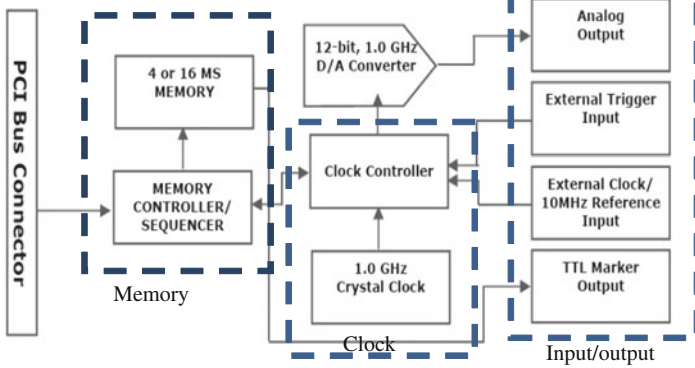 PCI Bus Connector
4 or 16 MS
MEMORY
MEMORY
CONTROLLER/
SEQUENCER
Memory
12-bit, 1.0 GHz
D/A Converter
Clock Controller
1.0 GHz
Crystal Clock
Clock
Analog
Output
External Trigger
Input
External Clock/
10MHz Reference
Input
TTL Marker
Output
Input/output